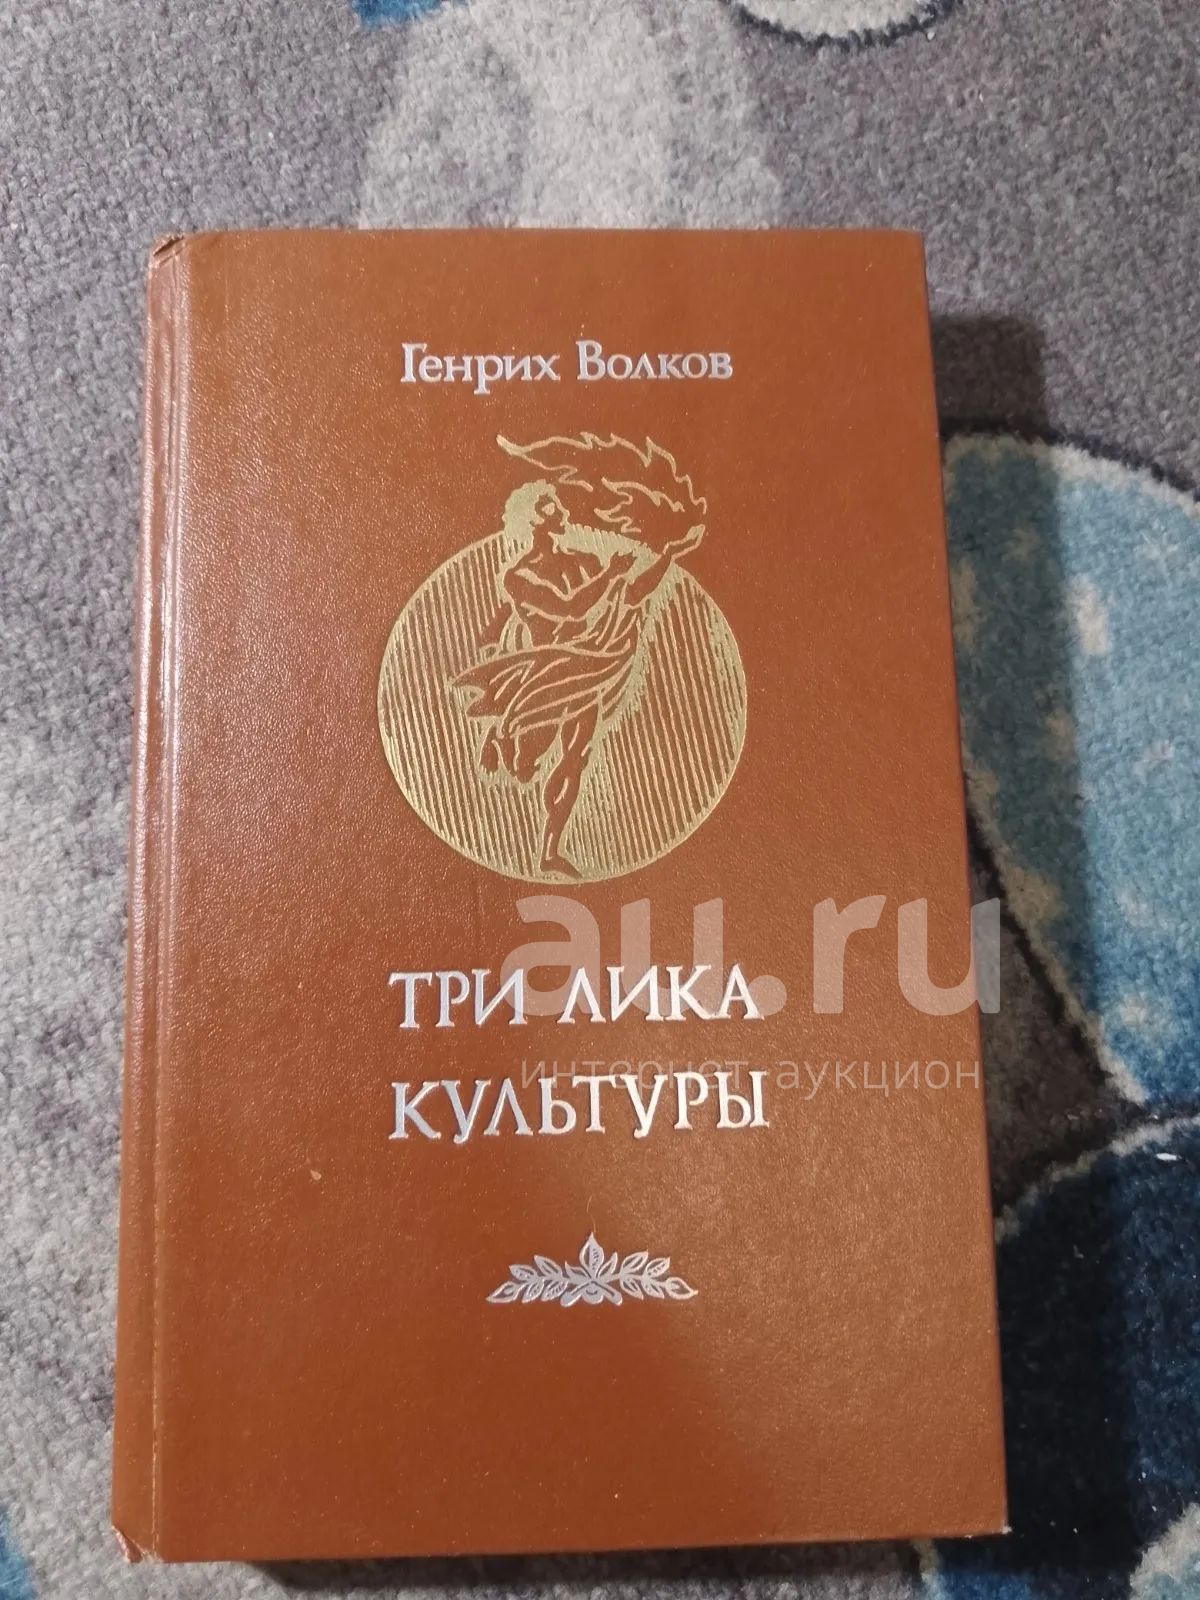 Генрих Волков
au.ru
ТРИ ЛИКА
интернет-аукцион
КУЛЬТУРЫ